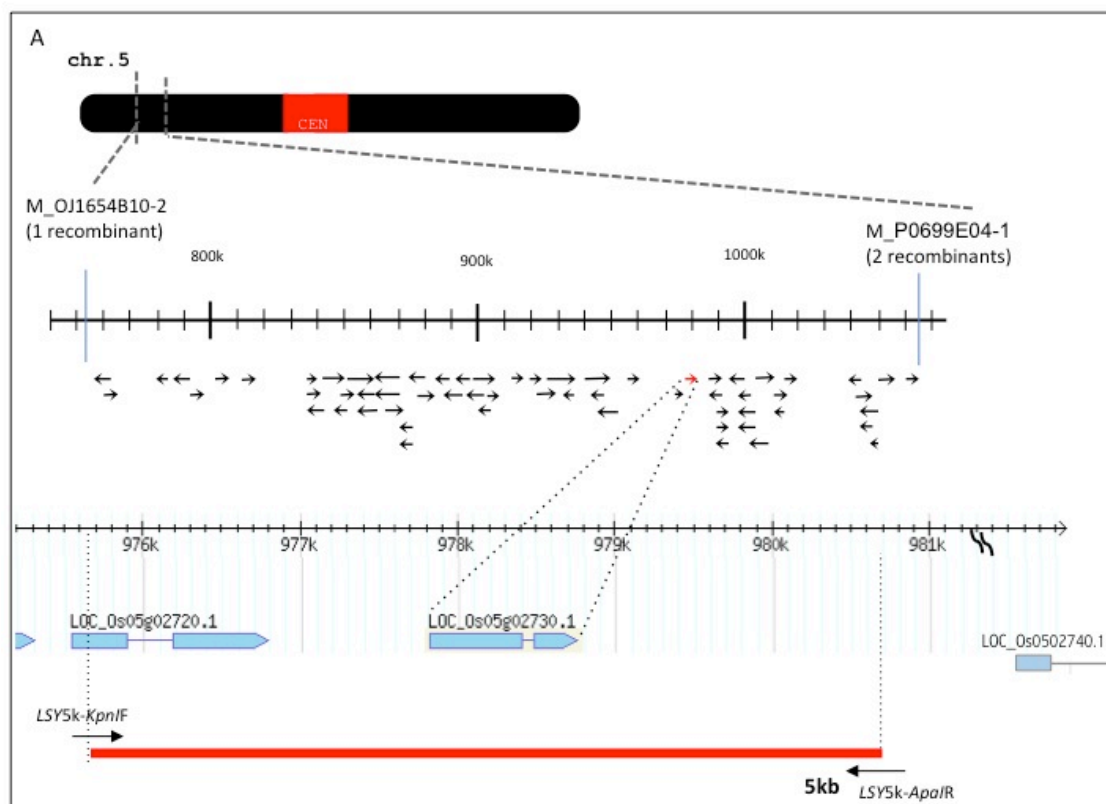 A
chr.5
CEN
M_OJ1654B10-2
(1 recombinant)
M_P0699E04-1
(2 recombinants)
800k
900k
1000k
976k
977k
978k
979k
980k
981k
LOC_Os05g02720.1
LOC_Os05g02730.1
LOC_Os0502740.1
LSY5k-KpnIF
5kb
LSY5k-ApaIR